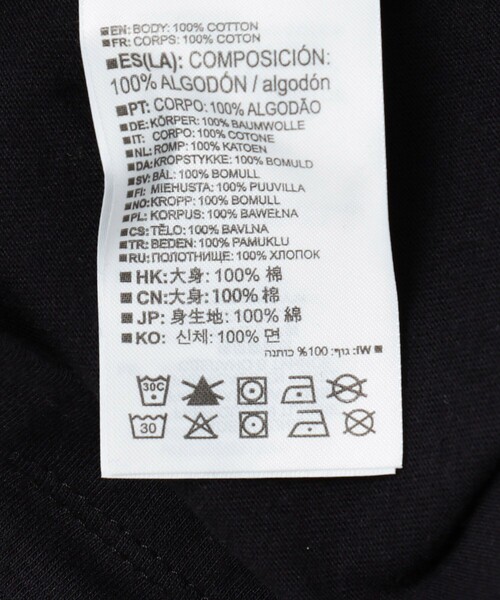 ■EN: BODY: 100% COTTON
■FR: CORPS: 100% COTON
■ES(LA): COMPOSICIÓN:
100% ALGODÓN / algodón
■PT: CORPO: 100% ALGODÃO
■DE: KÖRPER: 100% BAUMWOLLE
■IT: CORPO: 100% COTONE
■NL: ROMP: 100% KATOEN
■DA: KROPSTYKKE: 100% BOMULD
■SV: BÅL: 100% BOMULL
■FI: MIEHUSTA: 100% PUUVILLA
■NO: KROPP: 100% BOMULL
■PL: KORPUS: 100% BAWEŁNA
■CS: TĚLO: 100% BAVLNA
■TR: BEDEN: 100% PAMUKLU
■RU: ПОЛОТНИЩЕ: 100% ХЛОПОК
■HK: 大身: 100% 棉
■CN: 大身: 100% 棉
■JP: 身生地: 100% 綿
■KO: 신체: 100% 면
■IW: גוף: 100% כותנה
30C
30